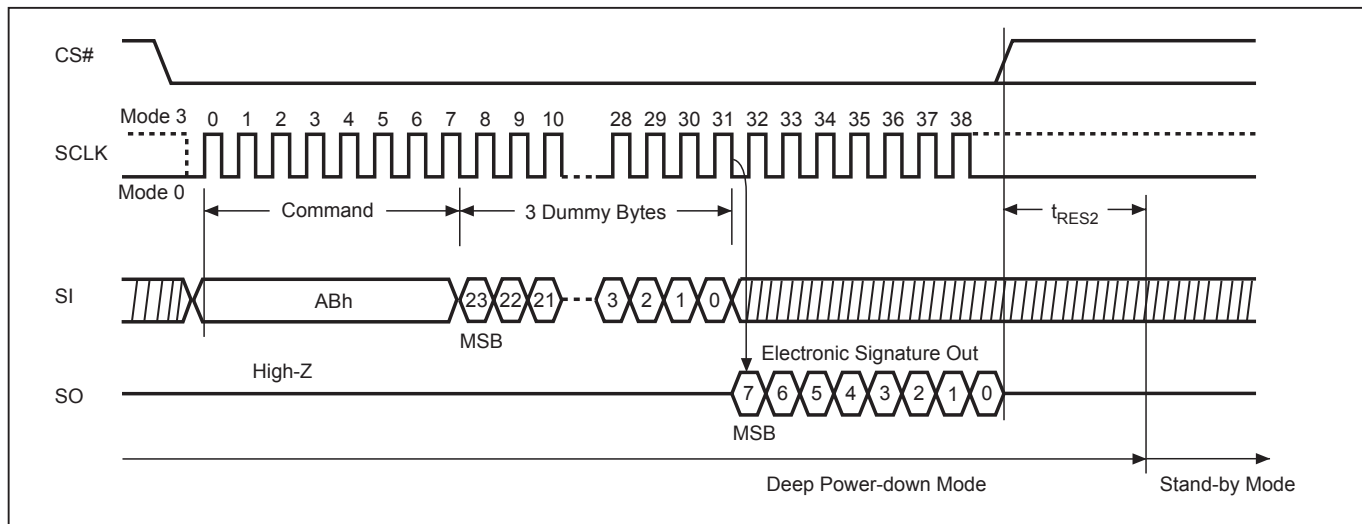 CS#
Mode 3
0 1 2 3 4 5 6 7 8 9 10 28 29 30 31 32 33 34 35 36 37 38
SCLK
Mode 0
Command
3 Dummy Bytes
tRES2
SI
ABh
23 22 21 3 2 1 0
MSB
High-Z
Electronic Signature Out
SO
7 6 5 4 3 2 1 0
MSB
Deep Power-down Mode
Stand-by Mode